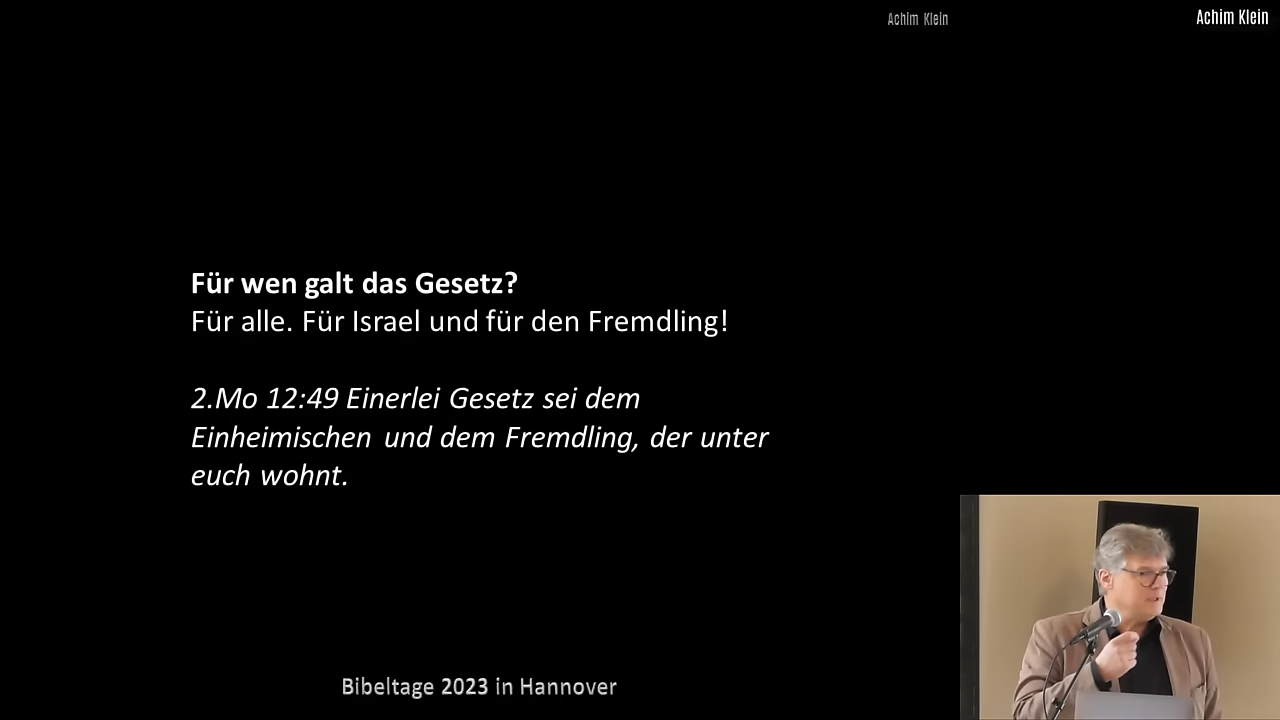 Achim Klein
Achim Klein
Für wen galt das Gesetz?
Für alle. Für Israel und für den Fremdling!
2.Mo 12:49 Einerlei Gesetz sei dem
Einheimischen und dem Fremdling, der unter
euch wohnt.
Bibeltage 2023 in Hannover